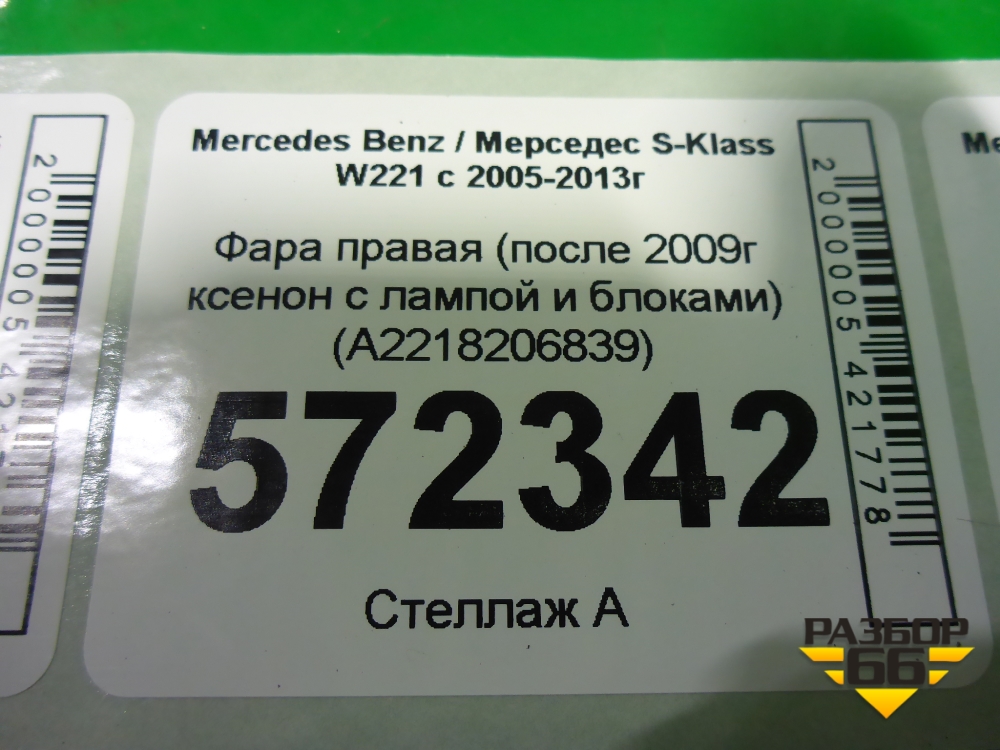 Mercedes Benz / Мерседес S-Klass
W221 с 2005-2013г
Фара правая (после 2009г
ксенон с лампой и блоками)
(A2218206839)
572342
Стеллаж А
2000005421778
Me
РАЗБОР
66